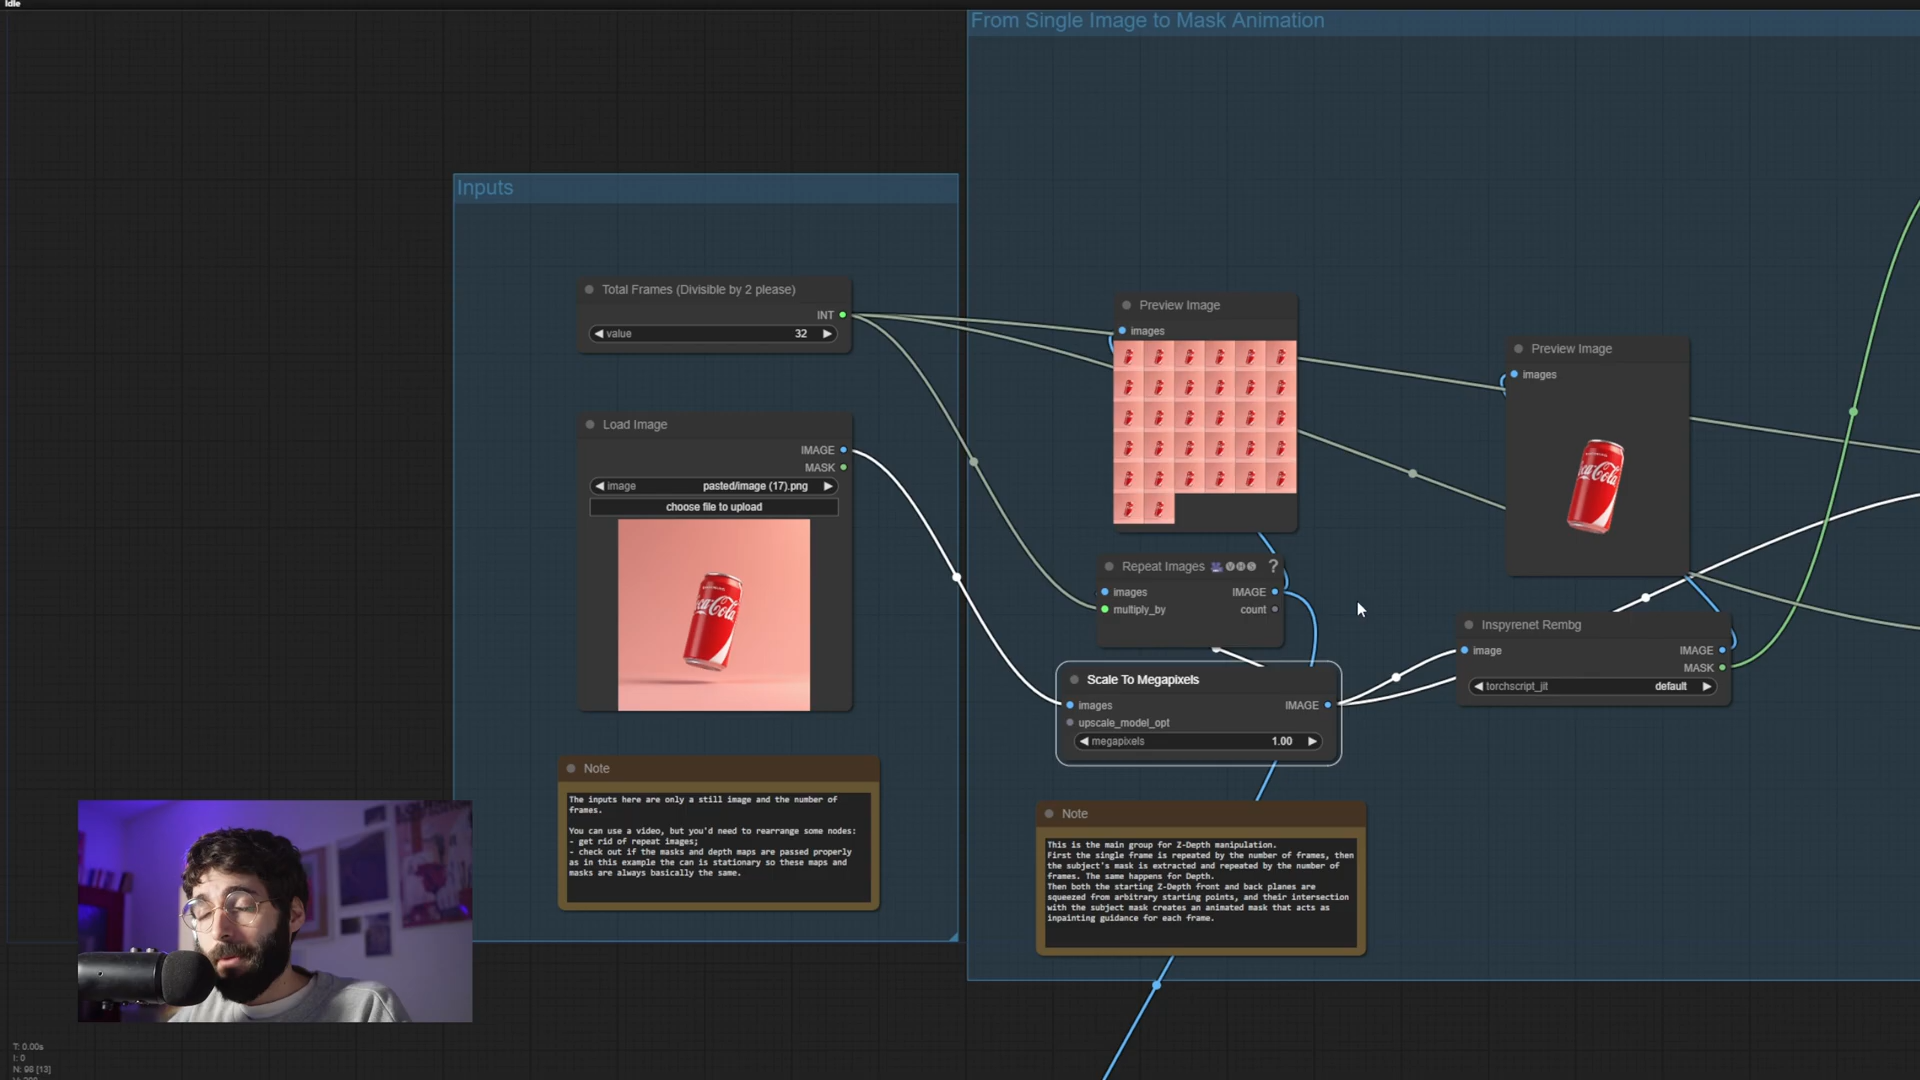 Idle
From Single Image to Mask Animation
Inputs
Total Frames (Divisible by 2 please)
INT
value
32
Load Image
IMAGE
MASK
image
pasted/image (17).png
choose file to upload
Coca-Cola
Note
The inputs here are only a still image and the number of
frames.
You can use a video, but you'd need to rearrange some nodes:
- get rid of repeat images;
- check out if the masks and depth maps are passed properly
as in this example the can is stationary so these maps and
masks are always basically the same.
Preview Image
images
Repeat Images
VHS
?
images
IMAGE
multiply_by
count
Scale To Megapixels
images
IMAGE
upscale_model_opt
megapixels
1.00
Note
This is the main group for Z-Depth manipulation.
First the single frame is repeated by the number of frames, then
the subject's mask is extracted and repeated by the number of
frames. The same happens for Depth.
Then both the starting Z-Depth front and back planes are
squeezed from arbitrary starting points, and their intersection
with the subject mask creates an animated mask that acts as
inpainting guidance for each frame.
Preview Image
images
Coca-Cola
Inspyrenet Rembg
image
IMAGE
MASK
torchscript_jit
default
T: 0.00s
I: 0
N: 98 [13]